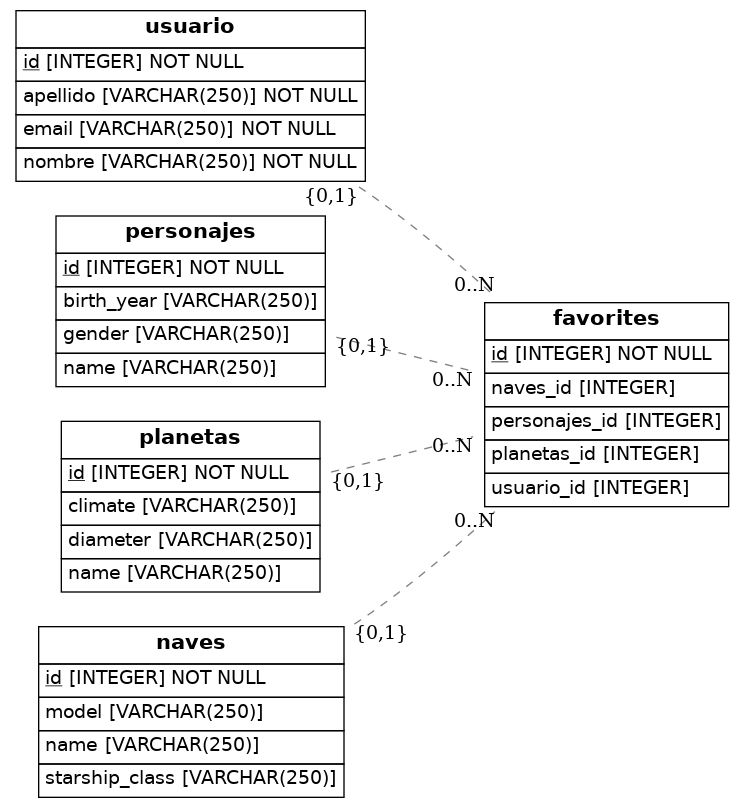 usuario
id [INTEGER] NOT NULL
apellido [VARCHAR(250)] NOT NULL
email [VARCHAR(250)] NOT NULL
nombre [VARCHAR(250)] NOT NULL
{0,1}
0..N
personajes
id [INTEGER] NOT NULL
birth_year [VARCHAR(250)]
gender [VARCHAR(250)]
name [VARCHAR(250)]
{0,1}
0..N
planetas
id [INTEGER] NOT NULL
climate [VARCHAR(250)]
diameter [VARCHAR(250)]
name [VARCHAR(250)]
{0,1}
0..N
naves
id [INTEGER] NOT NULL
model [VARCHAR(250)]
name [VARCHAR(250)]
starship_class [VARCHAR(250)]
{0,1}
0..N
favorites
id [INTEGER] NOT NULL
naves_id [INTEGER]
personajes_id [INTEGER]
planetas_id [INTEGER]
usuario_id [INTEGER]